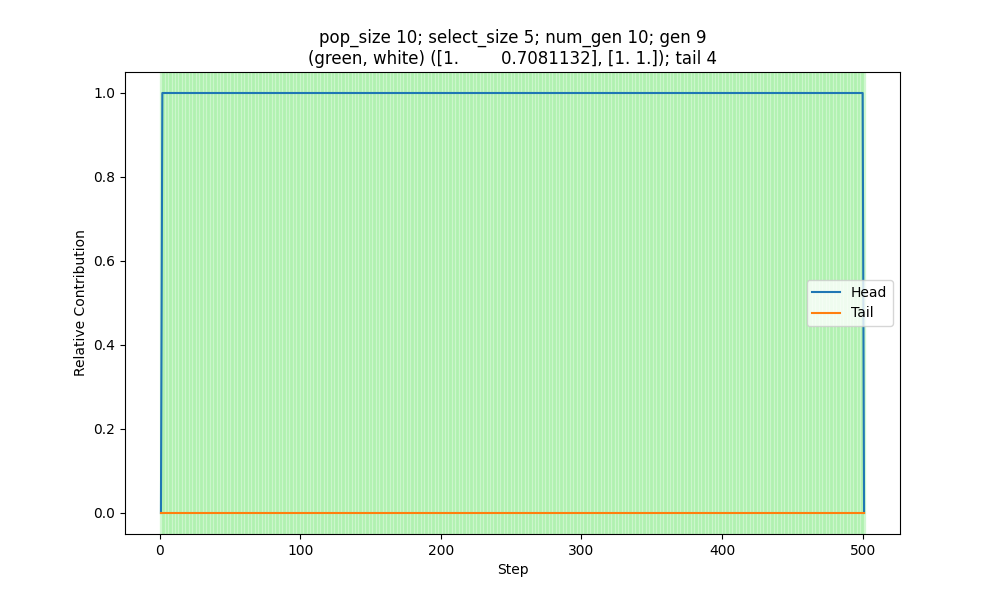 pop_size 10; select_size 5; num_gen 10; gen 9
(green, white) ([1.        0.7081132], [1. 1.]); tail 4
Relative Contribution
1.0
0.8
0.6
0.4
0.2
0.0
Head
Tail
0 100 200 300 400 500
Step